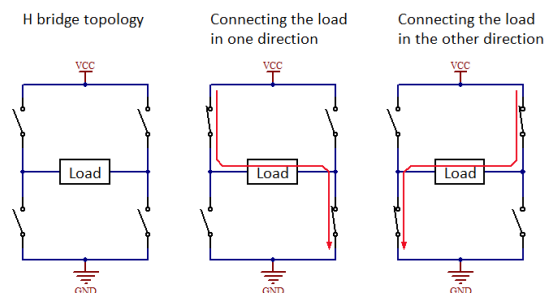 H bridge topology
Connecting the load
in one direction
Connecting the load
in the other direction
VCC
VCC
VCC
Load
Load
Load
GND
GND
GND